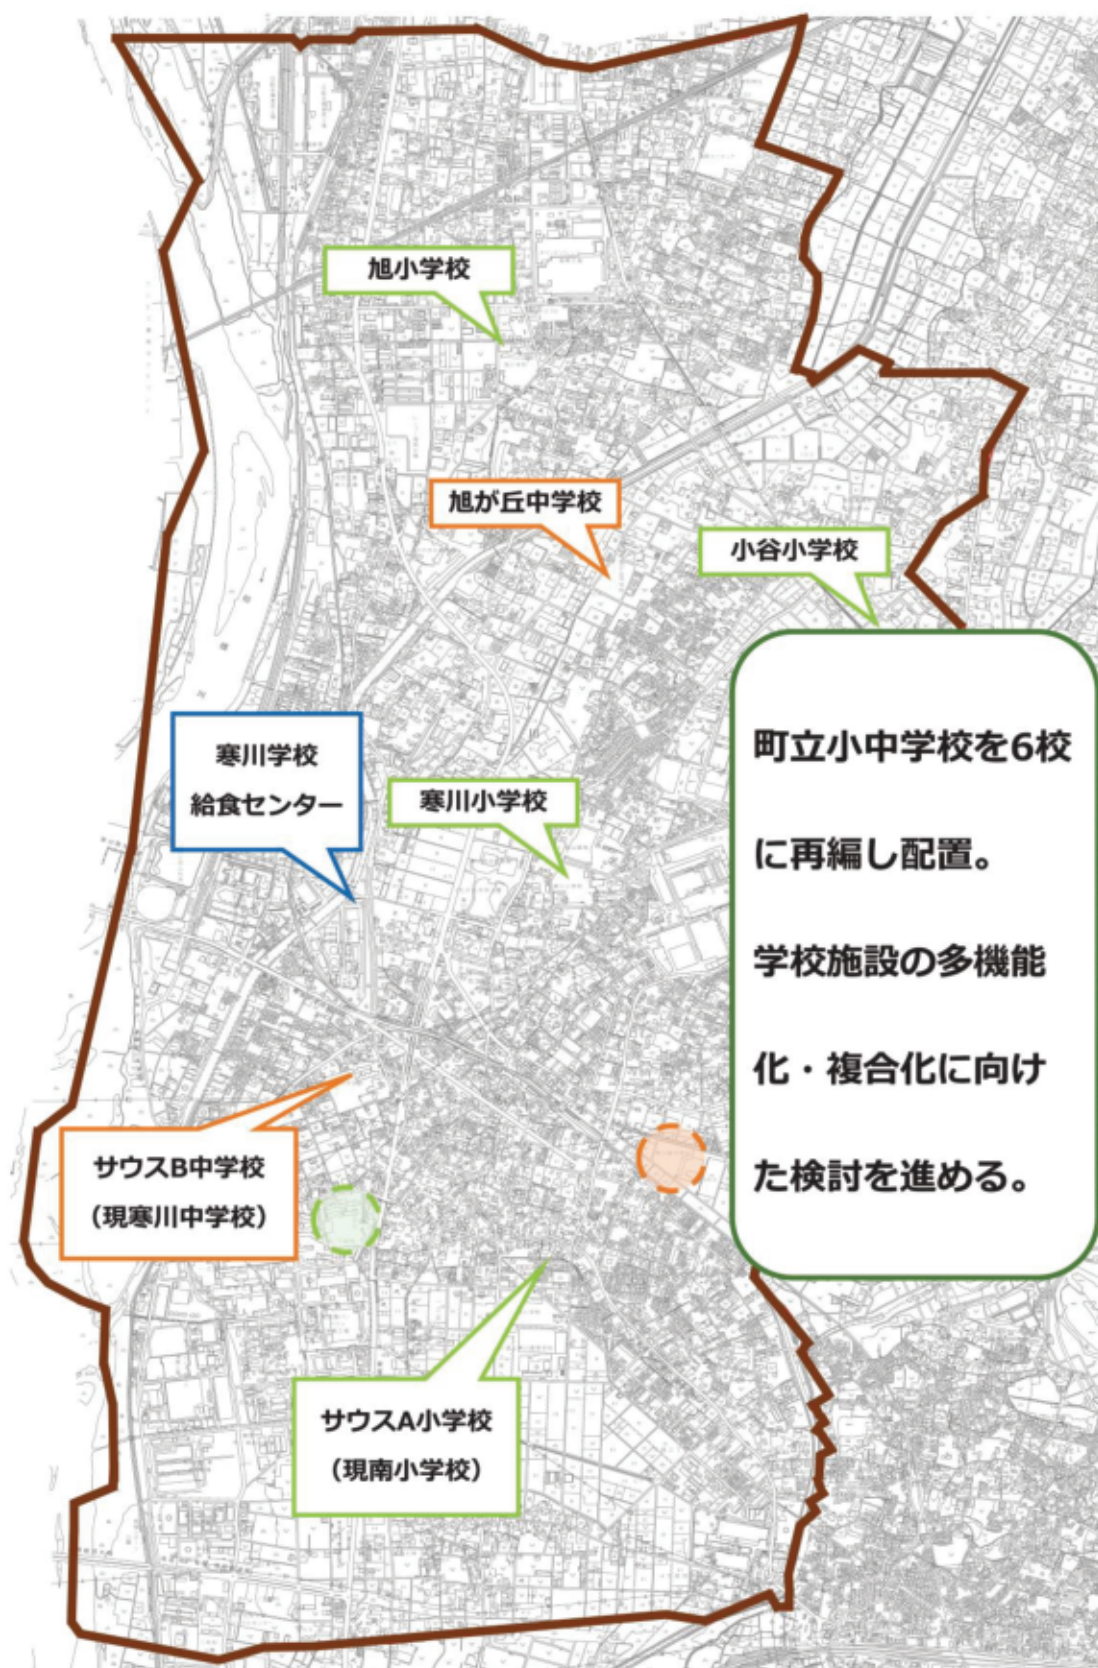 旭小学校
旭が丘中学校
小谷小学校
寒川学校
給食センター
寒川小学校
町立小中学校を6校
に再編し配置。
学校施設の多機能
化・複合化に向け
た検討を進める。
サウスB中学校
（現寒川中学校）
サウスA小学校
（現南小学校）